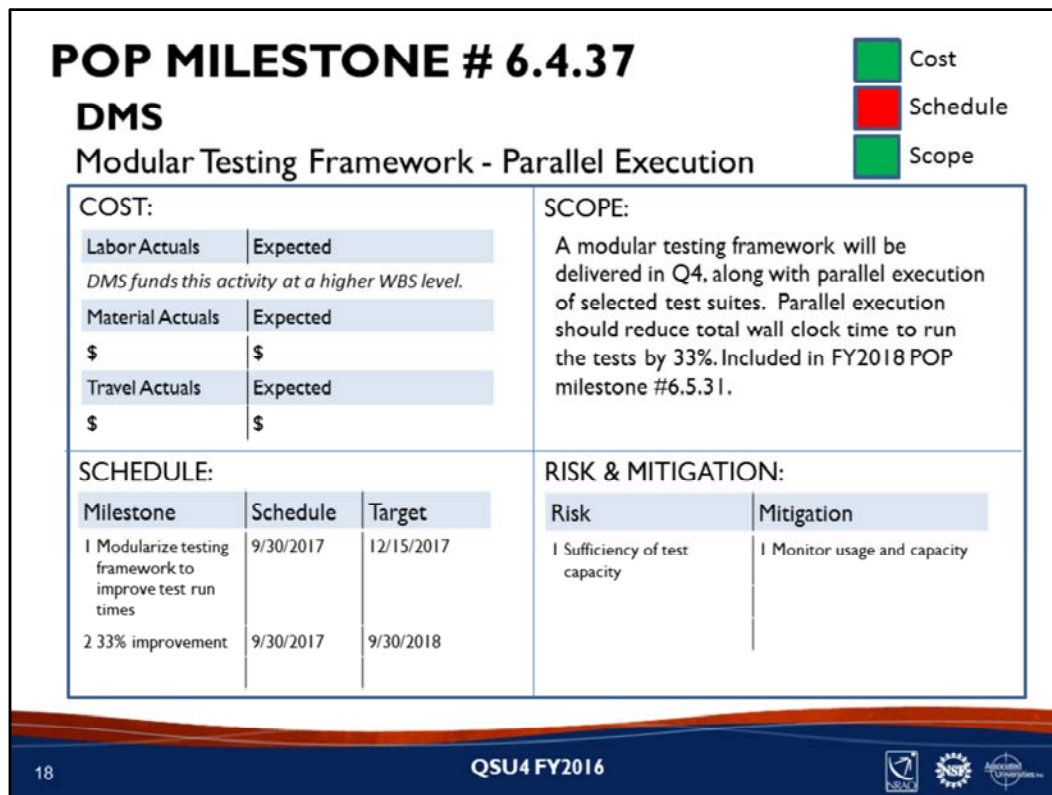 POP MILESTONE # 6.4.37
DMS
Modular Testing Framework - Parallel Execution
Cost
Schedule
Scope
COST:
Labor Actuals Expected
DMS funds this activity at a higher WBS level.
Material Actuals Expected
$ $
Travel Actuals Expected
$ $
SCOPE:
A modular testing framework will be
delivered in Q4, along with parallel execution
of selected test suites. Parallel execution
should reduce total wall clock time to run
the tests by 33%. Included in FY2018 POP
milestone #6.5.31.
SCHEDULE:
Milestone Schedule Target
1 Modularize testing 9/30/2017 12/15/2017
framework to
improve test run
times
2 33% improvement 9/30/2017 9/30/2018
RISK & MITIGATION:
Risk Mitigation
1 Sufficiency of test 1 Monitor usage and capacity
capacity
18
QSU4 FY2016
NRAO
NSF
Associated
Universities, Inc.